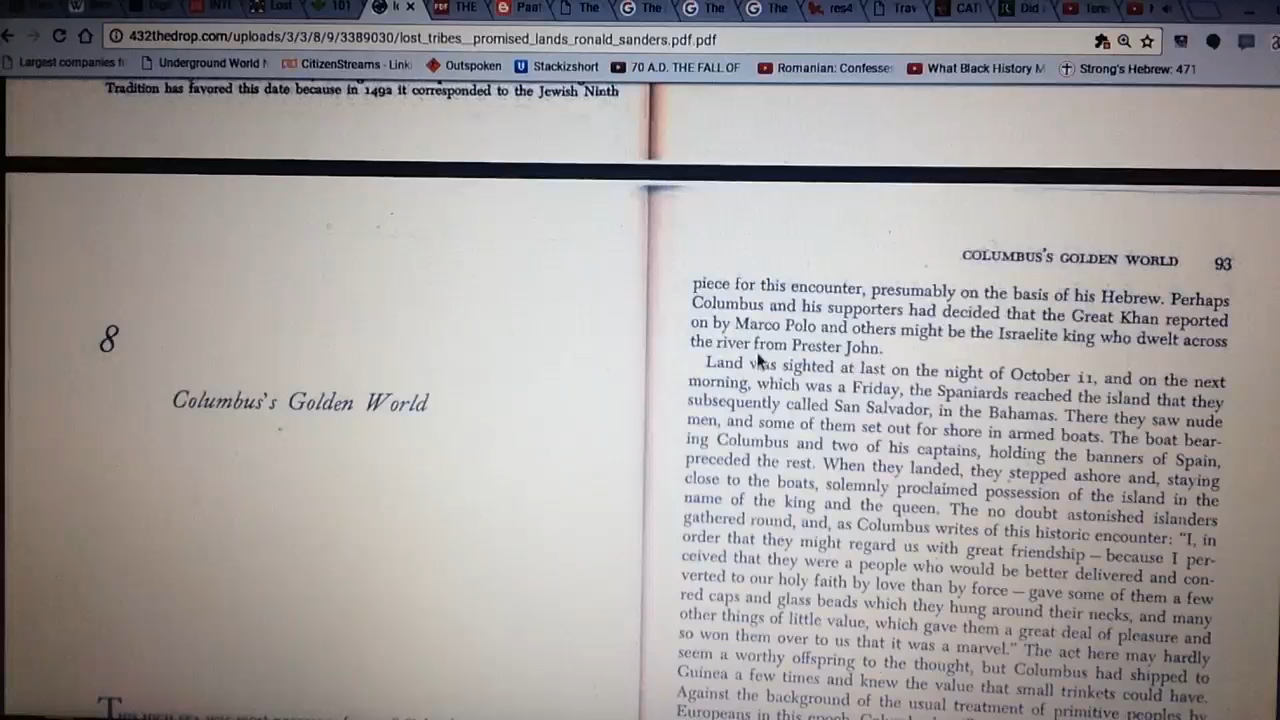 101
PDF THE
Paat
The
The
The
The
res4
Trav
CAT
Did
432thedrop.com/uploads/3/3/8/9/3389030/lost_tribes__promised_lands_ronald_sanders.pdf.pdf
Largest companies
Underground World
CitizenStreams - Link
Outspoken
Stackizshort
70 A.D. THE FALL OF
Romanian: Confesse
What Black History M
Strong's Hebrew: 471
Tradition has favored this date because in 1492 it corresponded to the Jewish Ninth
8
Columbus's Golden World
COLUMBUS'S GOLDEN WORLD 93
piece for this encounter, presumably on the basis of his Hebrew. Perhaps
Columbus and his supporters had decided that the Great Khan reported
on by Marco Polo and others might be the Israelite king who dwelt across
the river from Prester John.
Land was sighted at last on the night of October 11, and on the next
morning, which was a Friday, the Spaniards reached the island that they
subsequently called San Salvador, in the Bahamas. There they saw nude
men, and some of them set out for shore in armed boats. The boat bear-
ing Columbus and two of his captains, holding the banners of Spain,
preceded the rest. When they landed, they stepped ashore and, staying
close to the boats, solemnly proclaimed possession of the island in the
name of the king and the queen. The no doubt astonished islanders
gathered round, and, as Columbus writes of this historic encounter: "I, in
order that they might regard us with great friendship — because I per-
ceived that they were a people who would be better delivered and con-
verted to our holy faith by love than by force — gave some of them a few
red caps and glass beads which they hung around their necks, and many
other things of little value, which gave them a great deal of pleasure and
so won them over to us that it was a marvel." The act here may hardly
seem a worthy offspring to the thought, but Columbus had shipped to
Guinea a few times and knew the value that small trinkets could have.
Against the background of the usual treatment of primitive peoples by
Europeans in this epoch,